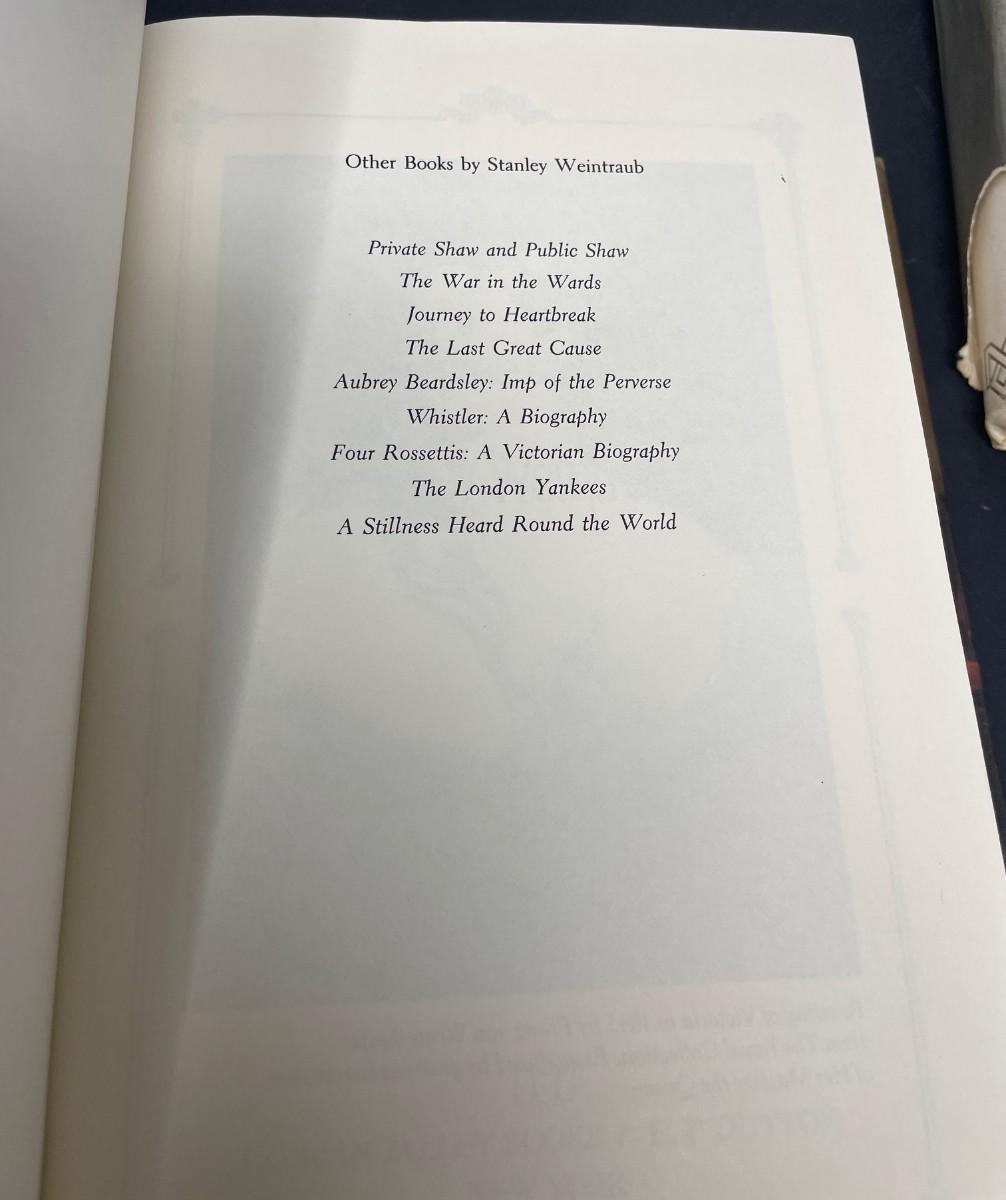 Other Books by Stanley Weintraub
Private Shaw and Public Shaw
The War in the Wards
Journey to Heartbreak
The Last Great Cause
Aubrey Beardsley: Imp of the Perverse
Whistler: A Biography
Four Rossettis: A Victorian Biography
The London Yankees
A Stillness Heard Round the World